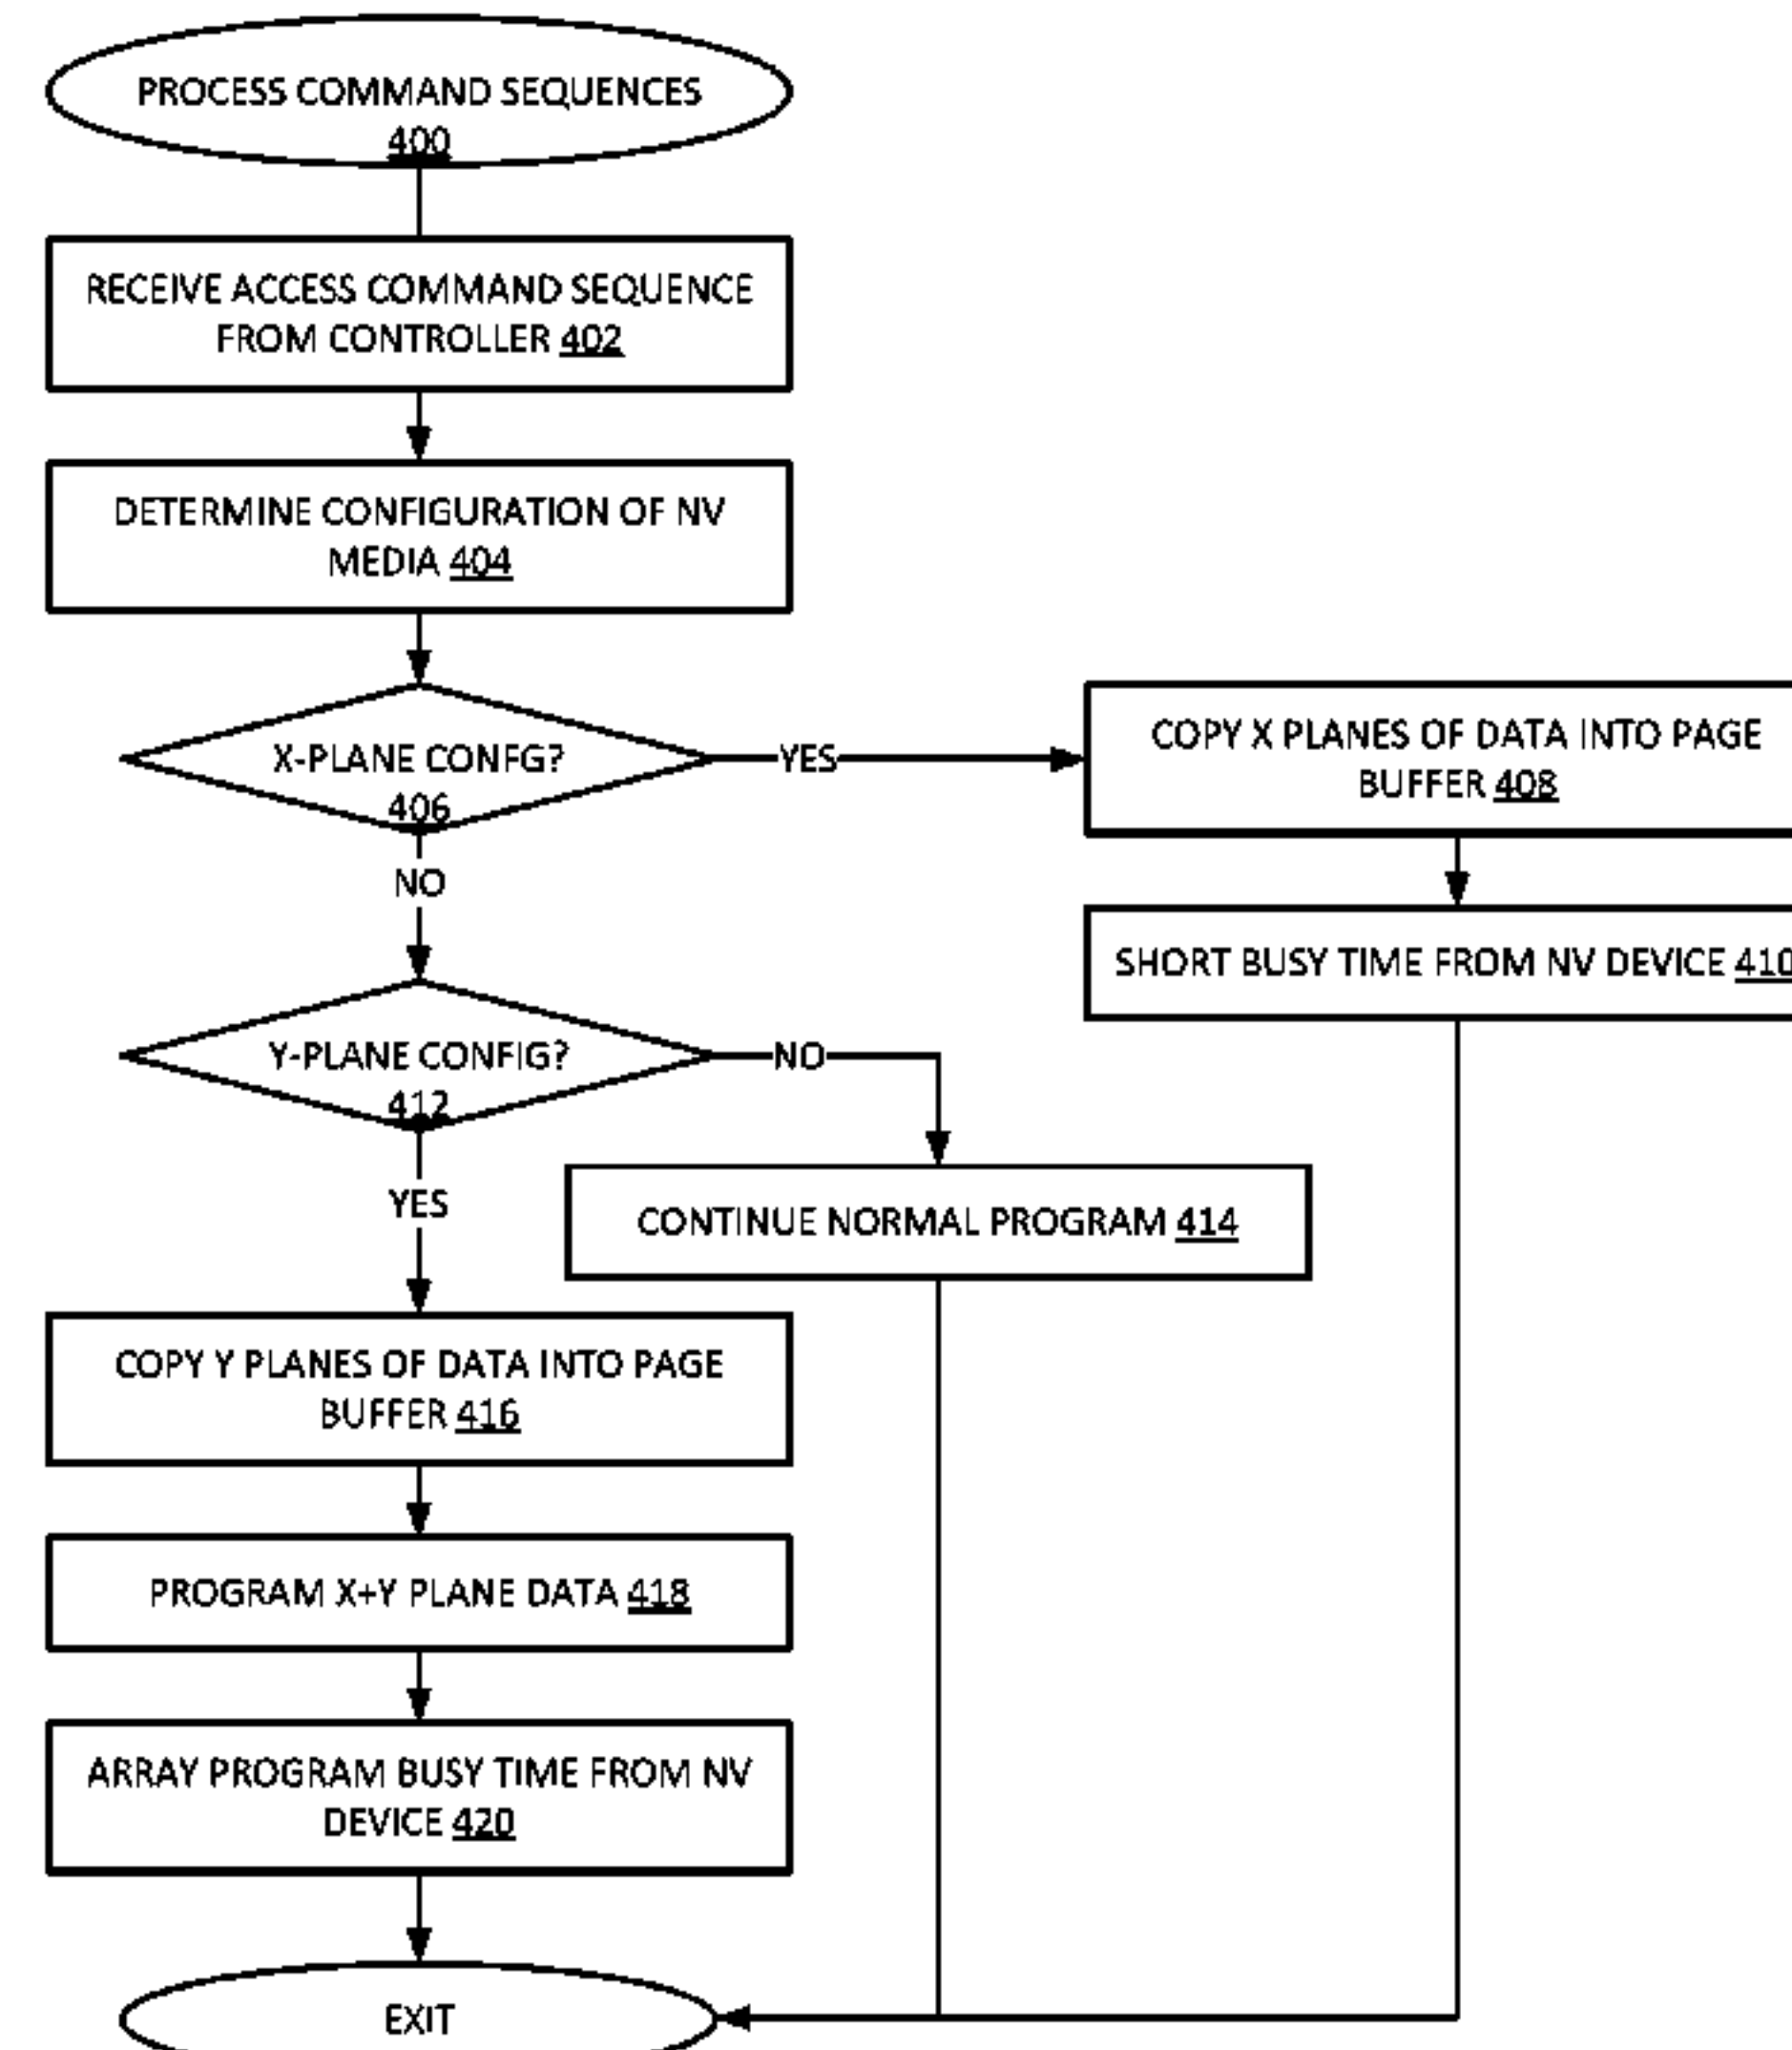 PROCESS COMMAND SEQUENCES
400
RECEIVE ACCESS COMMAND SEQUENCE
FROM CONTROLLER 402
DETERMINE CONFIGURATION OF NV
MEDIA 404
X-PLANE CONFG?
406
YES
COPY X PLANES OF DATA INTO PAGE
BUFFER 408
NO
SHORT BUSY TIME FROM NV DEVICE 410
Y-PLANE CONFIG?
412
NO
YES
CONTINUE NORMAL PROGRAM 414
COPY Y PLANES OF DATA INTO PAGE
BUFFER 416
PROGRAM X+Y PLANE DATA 418
ARRAY PROGRAM BUSY TIME FROM NV
DEVICE 420
EXIT